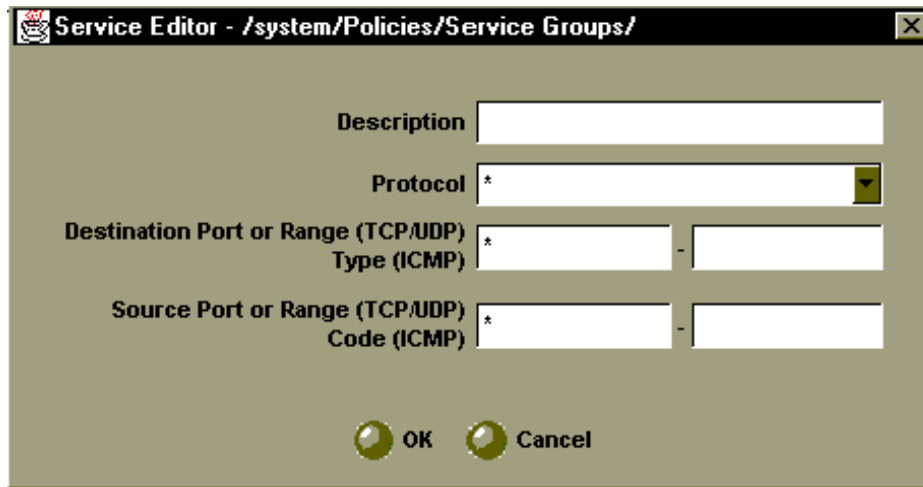 Service Editor - /system/Policies/Service Groups/
Description
Protocol *
Destination Port or Range (TCP/UDP)
Type (ICMP) * -
Source Port or Range (TCP/UDP)
Code (ICMP) * -
OK Cancel